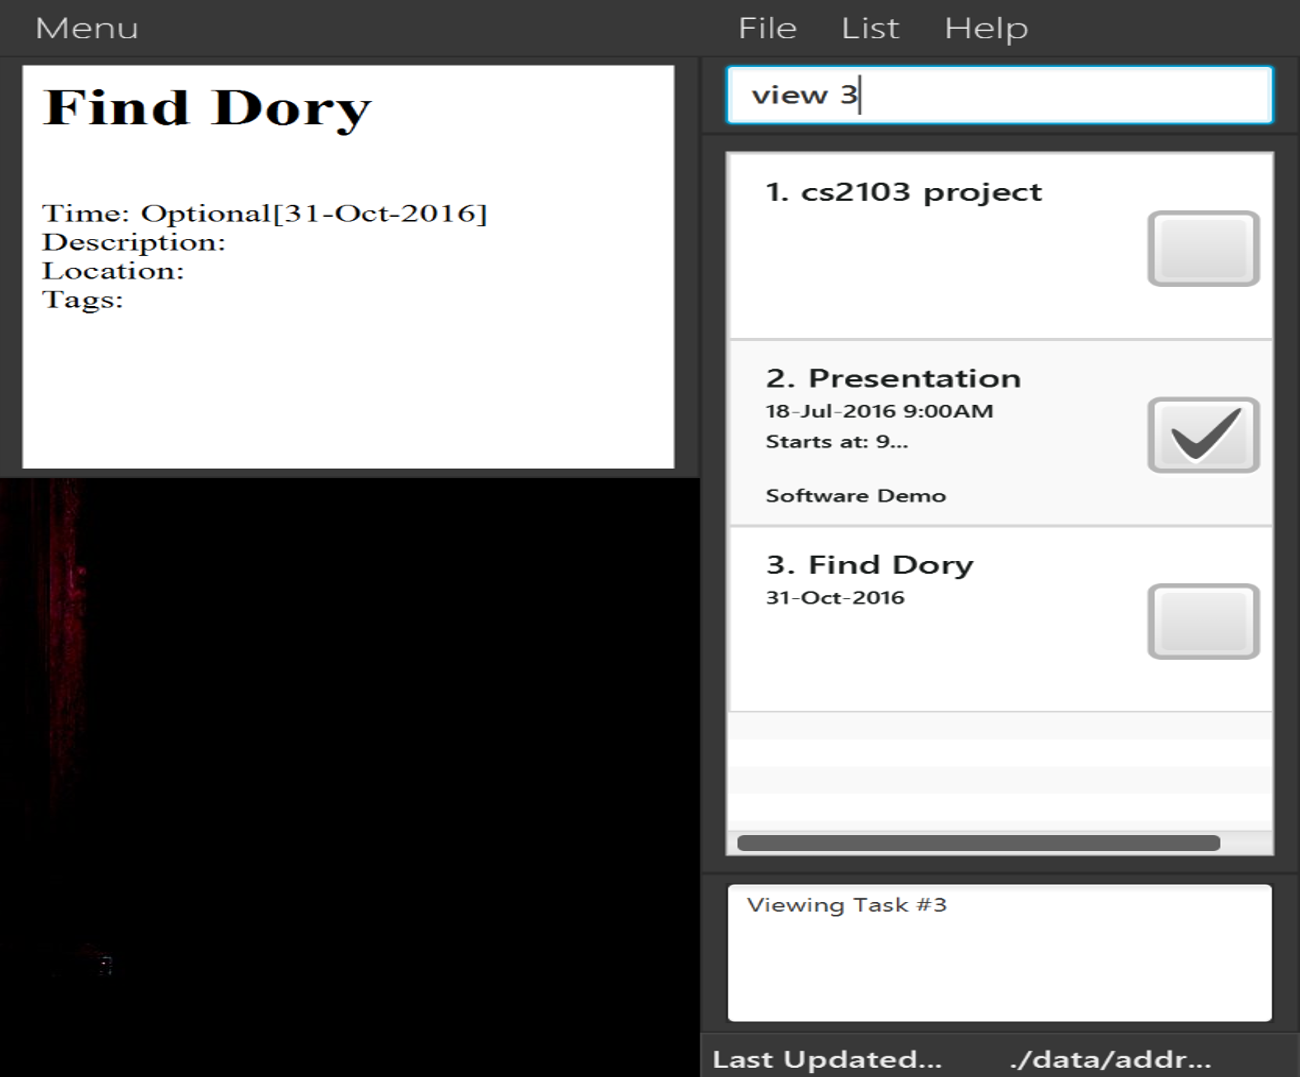 Menu
Find Dory
Time: Optional[31-Oct-2016]
Description:
Location:
Tags:
File List Help
view 3
1. cs2103 project
2. Presentation
18-Jul-2016 9:00AM
Starts at: 9...
Software Demo
3. Find Dory
31-Oct-2016
Viewing Task #3
Last Updated... ./data/addr...